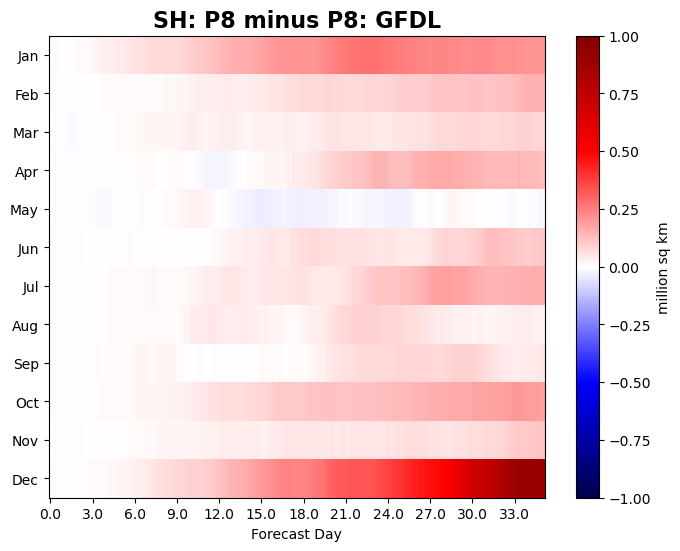 SH: P8 minus P8: GFDL
Jan
Feb
Mar
Apr
May
Jun
Jul
Aug
Sep
Oct
Nov
Dec
0.0 3.0 6.0 9.0 12.0 15.0 18.0 21.0 24.0 27.0 30.0 33.0
Forecast Day
1.00
0.75
0.50
0.25
0.00
−0.25
−0.50
−0.75
−1.00
million sq km